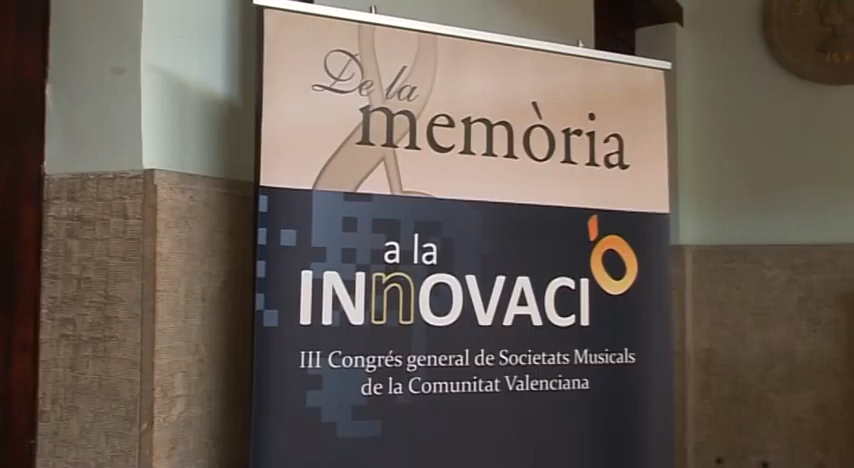 De la
memòria
a la
INnOVACIÓ
III Congrés general de Societats Musicals
de la Comunitat Valenciana